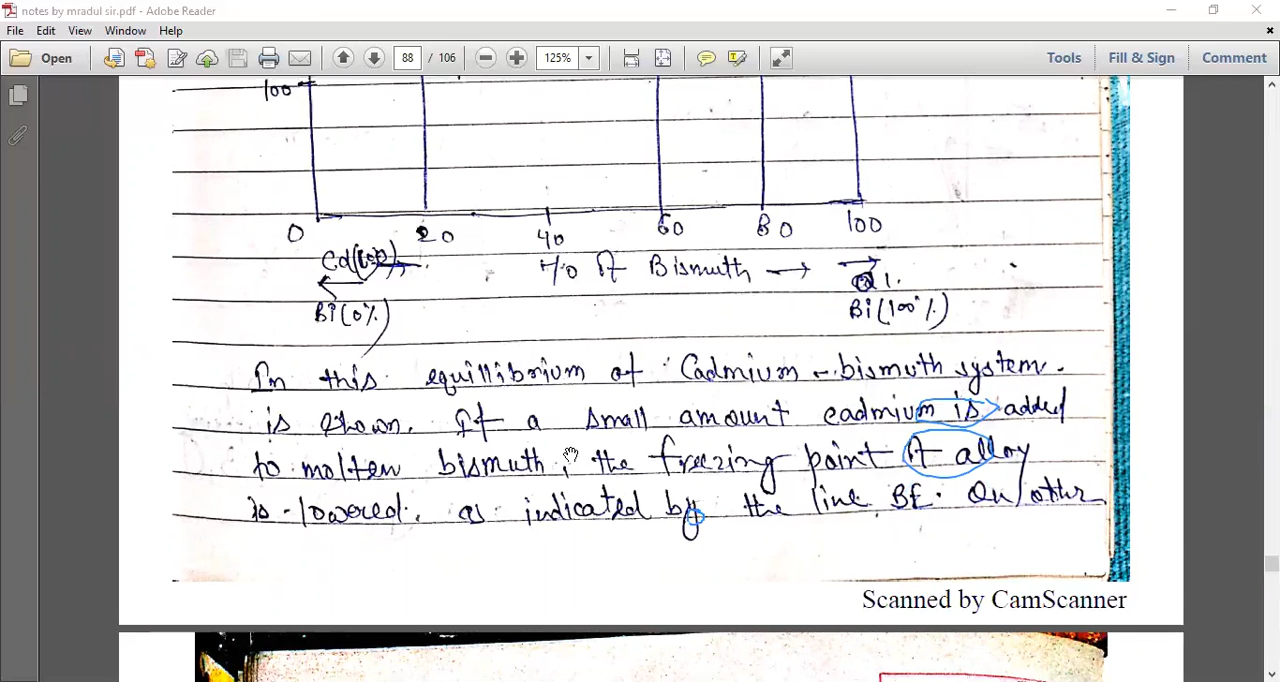 notes by mradul sir.pdf - Adobe Reader
File Edit View Window Help
Open 88 / 106 125% Tools Fill & Sign Comment
100
0 20 40 60 80 100
Cd(100%)
% of Bismuth →
Bi(0%) Bi(100%)
In this equillibrium of Cadmium - bismuth system.
is shown. If a small amount cadmium is added
to molten bismuth, the freezing point of alloy
is lowered. as indicated by the line BE. On other
Scanned by CamScanner